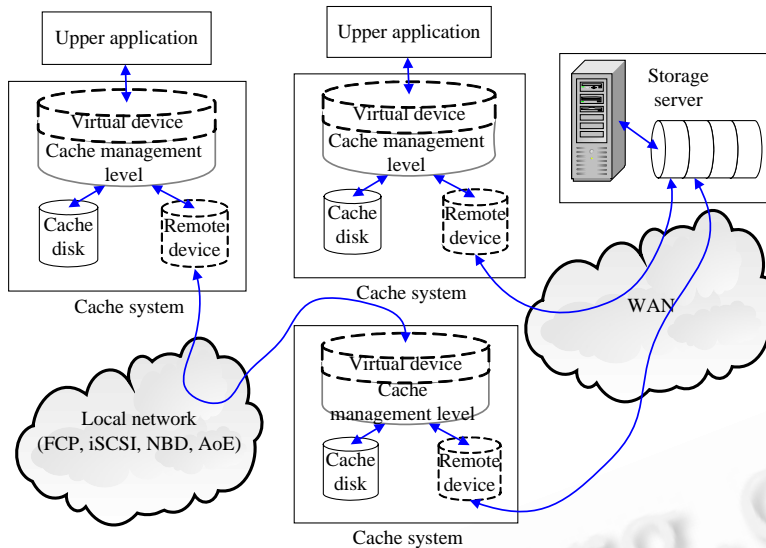 Upper application
Virtual device
Cache management
level
Cache
disk
Remote
device
Cache system
Upper application
Virtual device
Cache management
level
Cache
disk
Remote
device
Cache system
Storage
server
WAN
Local network
(FCP, iSCSI, NBD, AoE)
Virtual device
Cache
management level
Cache
disk
Remote
device
Cache system